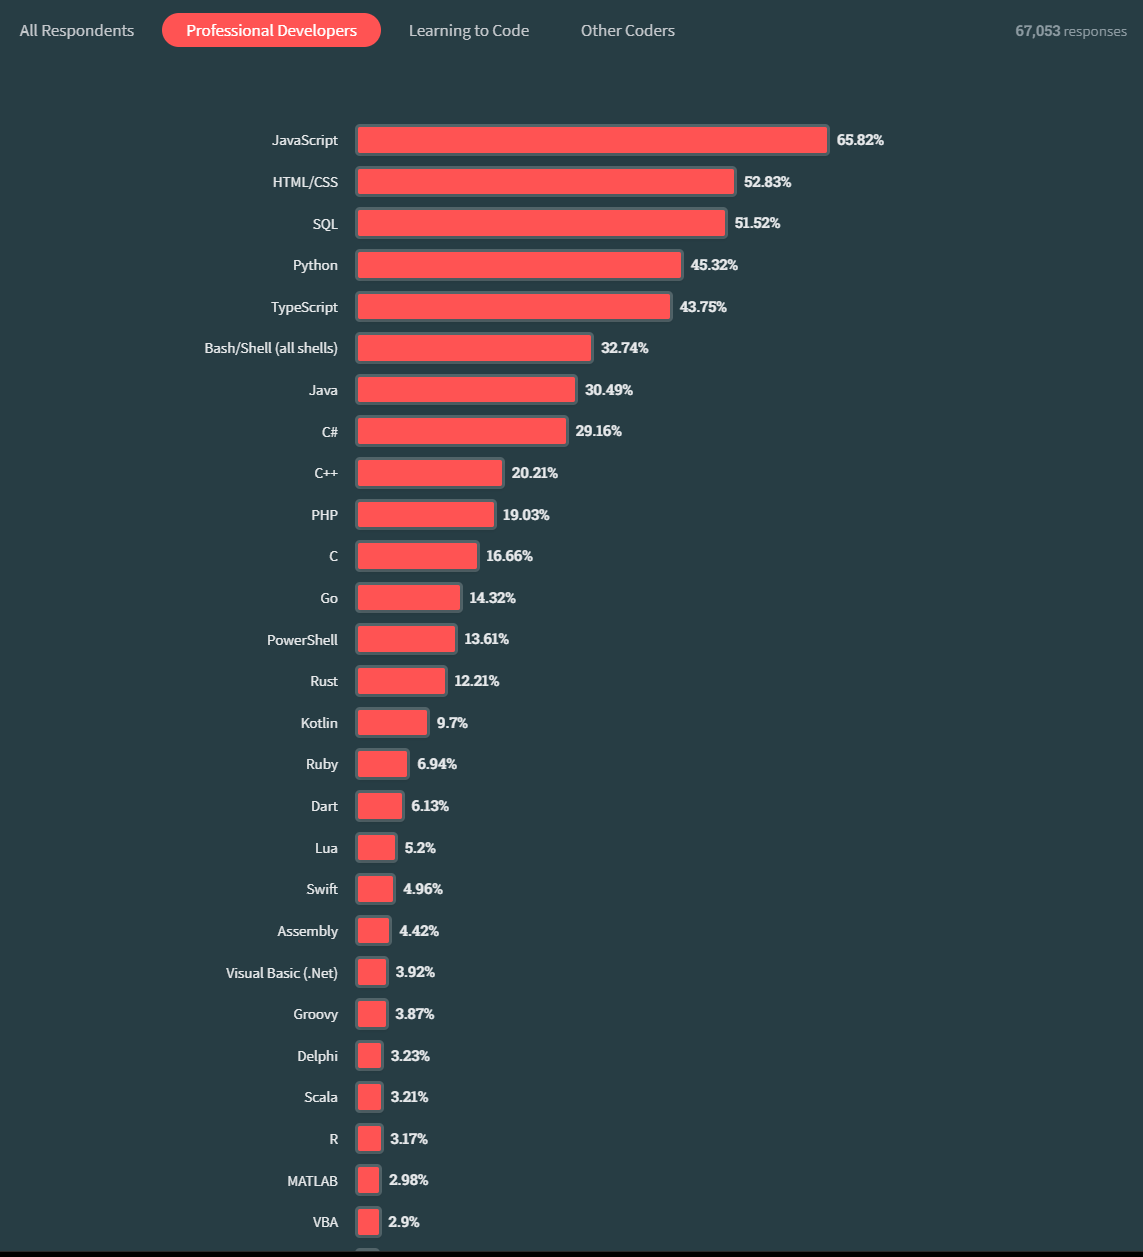 All Respondents Professional Developers Learning to Code Other Coders 67,053 responses
JavaScript 65.82%
HTML/CSS 52.83%
SQL 51.52%
Python 45.32%
TypeScript 43.75%
Bash/Shell (all shells) 32.74%
Java 30.49%
C# 29.16%
C++ 20.21%
PHP 19.03%
C 16.66%
Go 14.32%
PowerShell 13.61%
Rust 12.21%
Kotlin 9.7%
Ruby 6.94%
Dart 6.13%
Lua 5.2%
Swift 4.96%
Assembly 4.42%
Visual Basic (.Net) 3.92%
Groovy 3.87%
Delphi 3.23%
Scala 3.21%
R 3.17%
MATLAB 2.98%
VBA 2.9%